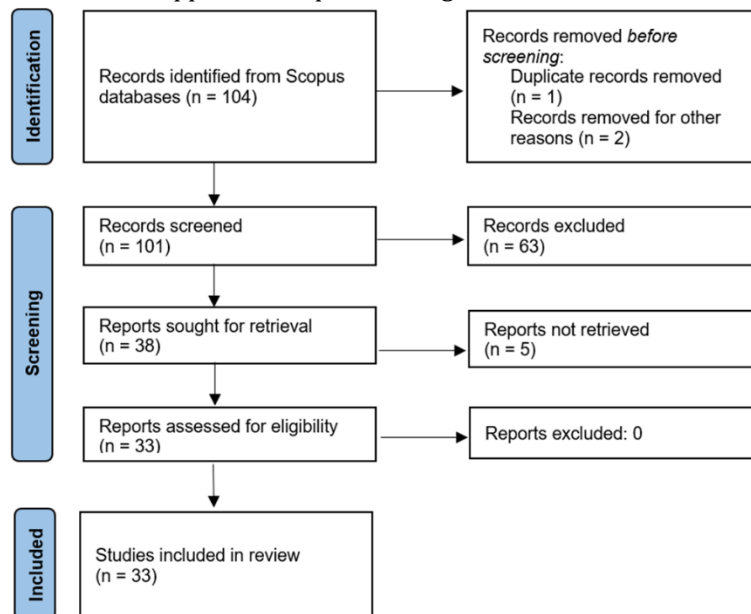 Identification
Records identified from Scopus
databases (n = 104)
Records removed before
screening:
Duplicate records removed
(n = 1)
Records removed for other
reasons (n = 2)
Screening
Records screened
(n = 101)
Records excluded
(n = 63)
Reports sought for retrieval
(n = 38)
Reports not retrieved
(n = 5)
Reports assessed for eligibility
(n = 33)
Reports excluded: 0
Included
Studies included in review
(n = 33)